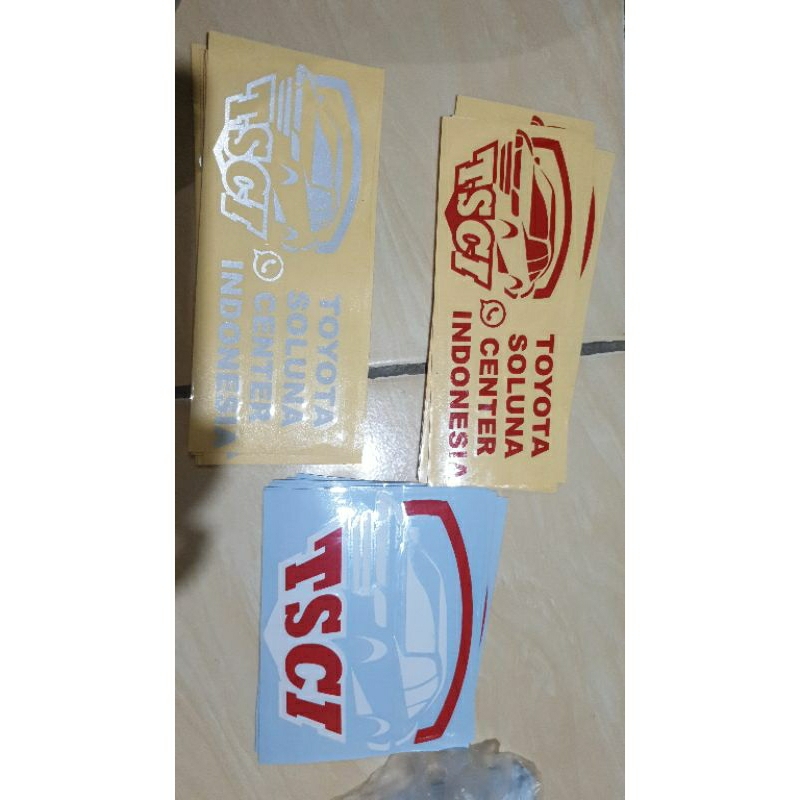 TSCI
TOYOTA
SOLUNA
CENTER
INDONESIA
TSCI
TOYOTA
SOLUNA
CENTER
INDONESIA
TSCI